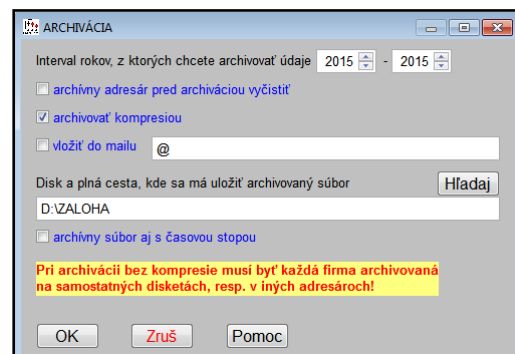 ARCHIVÁCIA
Interval rokov, z ktorých chcete archivovať údaje 2015 - 2015
archívny adresár pred archiváciou vyčistiť
archivovať kompresiou
vložiť do mailu @
Disk a plná cesta, kde sa má uložiť archivovaný súbor Hľadaj
D:\ZALOHA
archívny súbor aj s časovou stopou
Pri archivácii bez kompresie musí byť každá firma archivovaná
na samostatných disketách, resp. v iných adresároch!
OK Zruš Pomoc